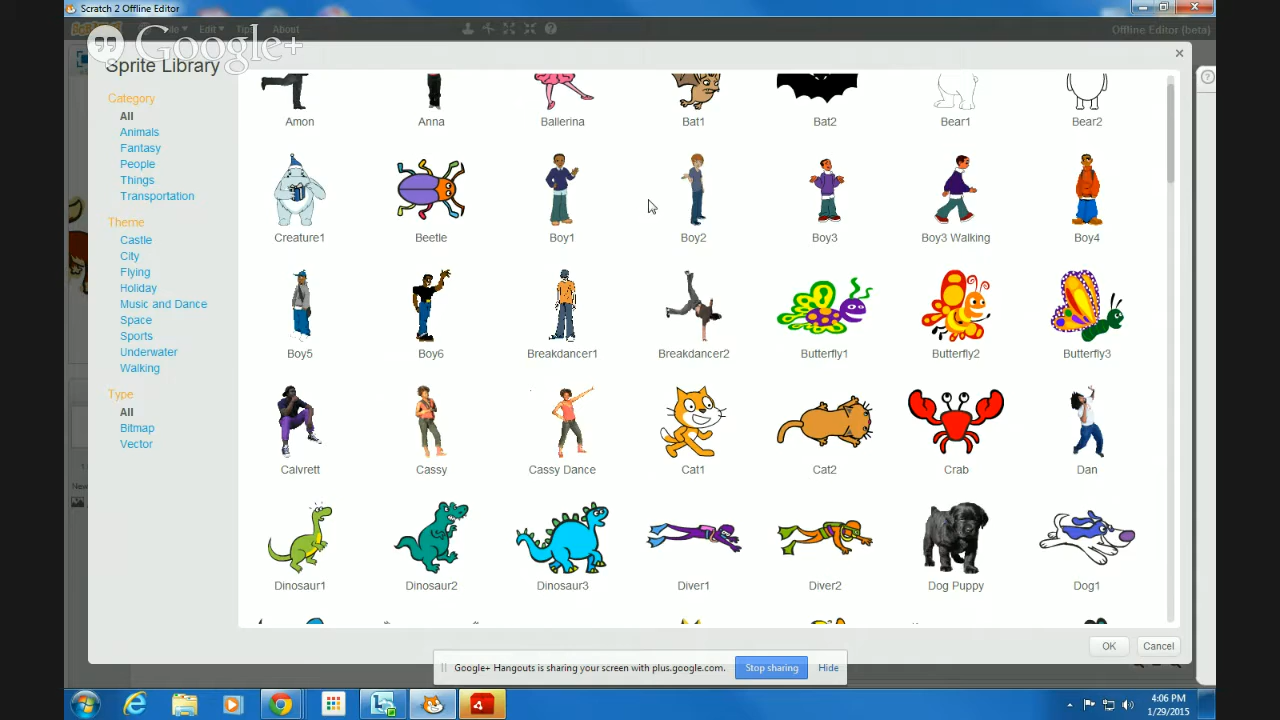 Scratch 2 Offline Editor
Edit
Tips
About
Offline Editor (beta)
Google+
Sprite Library
Category
All
Animals
Fantasy
People
Things
Transportation
Theme
Castle
City
Flying
Holiday
Music and Dance
Space
Sports
Underwater
Walking
Type
All
Bitmap
Vector
Amon
Anna
Ballerina
Bat1
Bat2
Bear1
Bear2
Creature1
Beetle
Boy1
Boy2
Boy3
Boy3 Walking
Boy4
Boy5
Boy6
Breakdancer1
Breakdancer2
Butterfly1
Butterfly2
Butterfly3
Calvrett
Cassy
Cassy Dance
Cat1
Cat2
Crab
Dan
Dinosaur1
Dinosaur2
Dinosaur3
Diver1
Diver2
Dog Puppy
Dog1
OK
Cancel
Google+ Hangouts is sharing your screen with plus.google.com.
Stop sharing
Hide
4:06 PM
1/29/2015